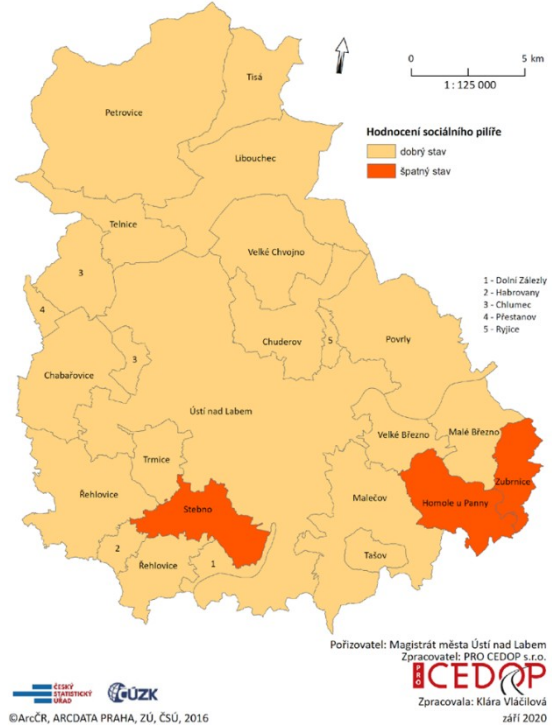 0 5 km
1 : 125 000
Hodnocení sociálního pilíře
dobrý stav
špatný stav
Petrovice
Tisá
Libouchec
Telnice
3
4
Velké Chvojno
1 - Dolní Zálezly
2 - Habrovany
3 - Chlumec
4 - Přestanov
5 - Ryjice
Chuderov
5
Povrly
3
Chabařovice
Ústí nad Labem
Velké Březno
Malé Březno
Trmice
Řehlovice
Stebno
Malečov
Homole u Panny
Zubrnice
2
Řehlovice
1
Tašov
Pořizovatel: Magistrát města Ústí nad Labem
Zpracovatel: PRO CEDOP s.r.o.
PRO CEDOP
Zpracovala: Klára Vláčilová
září 2020
ČESKÝ
STATISTICKÝ
ÚŘAD
ČÚZK
©ArcČR, ARCDATA PRAHA, ZÚ, ČSÚ, 2016